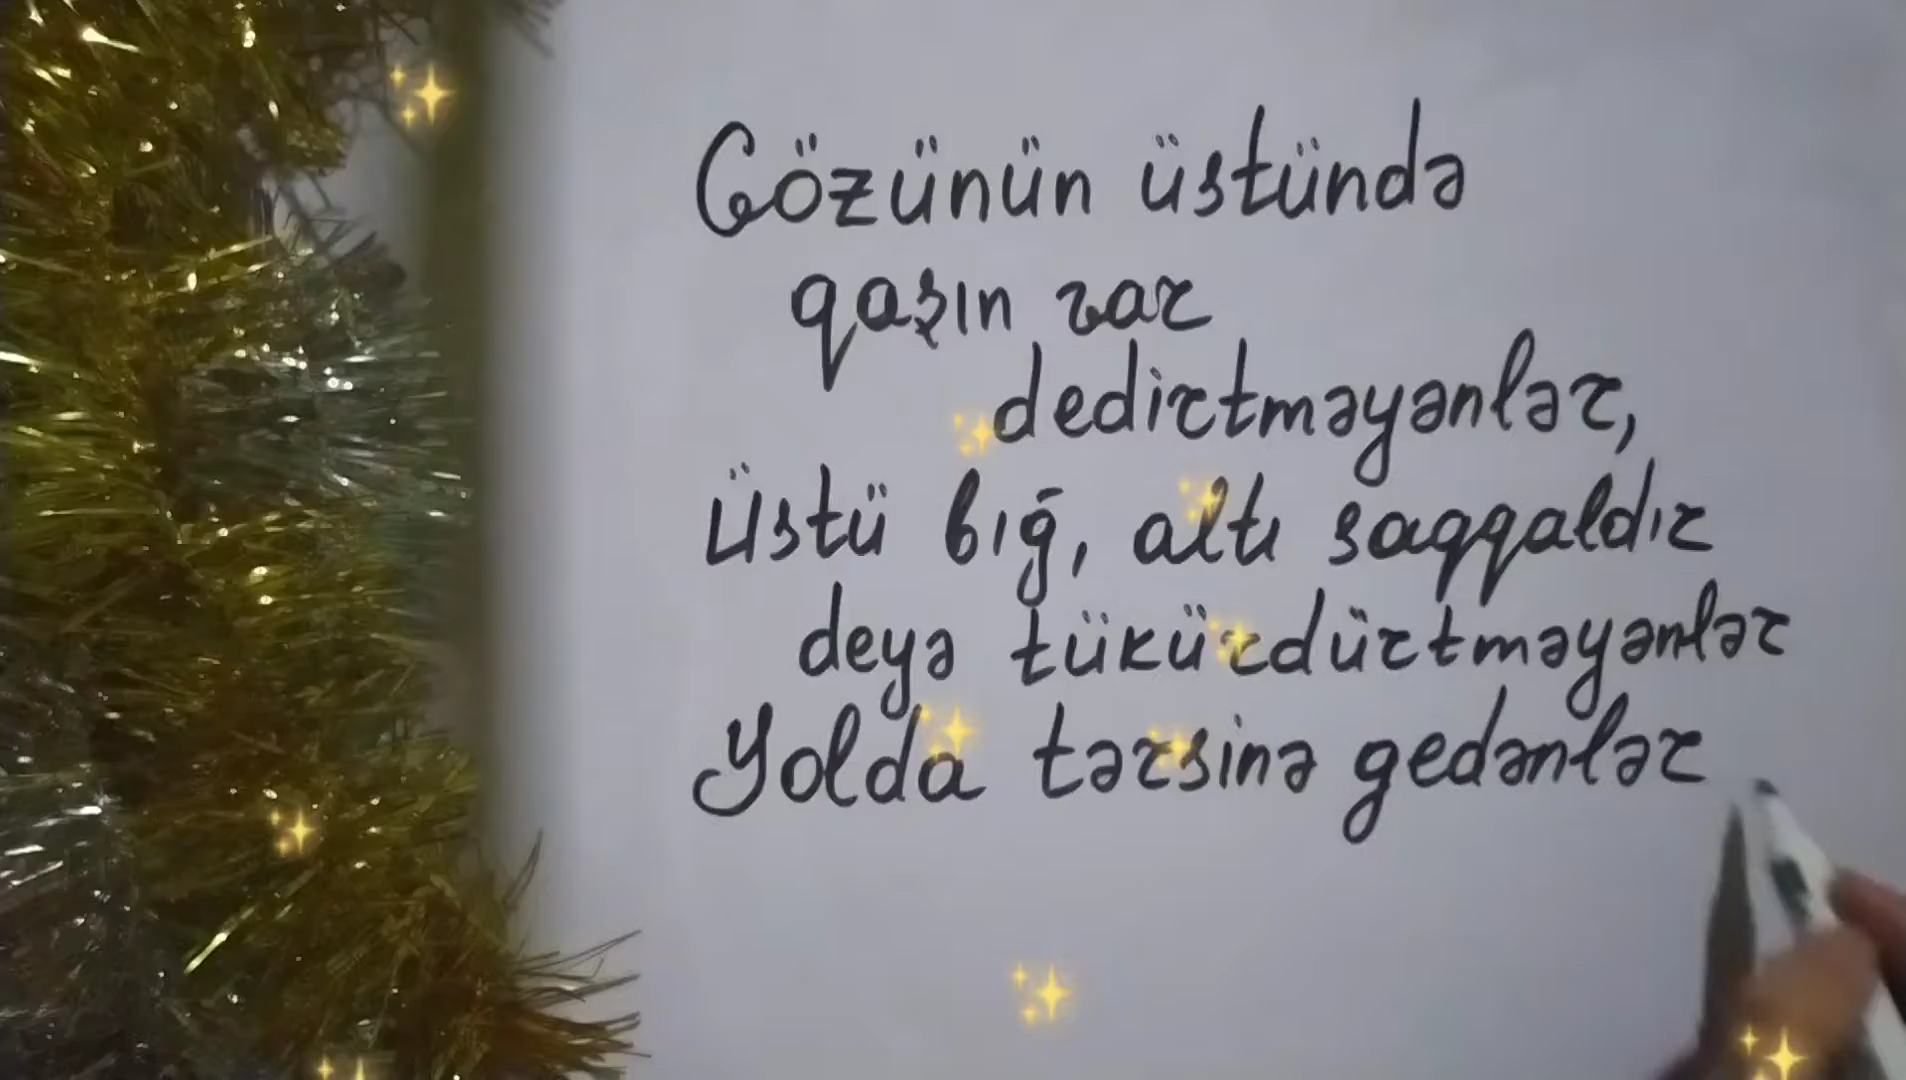 Gözünün üstündə
qaşın var
dedirtməyənlər,
Üstü bığ, altı saqqaldır
deyə tükürdürtməyənlər
Yolda tərsinə gedənlər